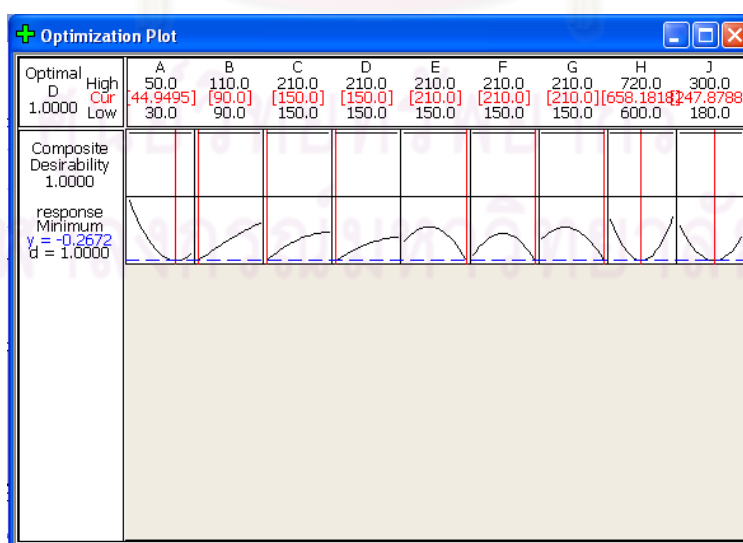 Optimization Plot
Optimal D 1.0000
High Cur Low
A B C D E F G H J
50.0 110.0 210.0 210.0 210.0 210.0 210.0 720.0 300.0
[44.9495] [90.0] [150.0] [150.0] [210.0] [210.0] [210.0] [658.1818] [247.8788]
30.0 90.0 150.0 150.0 150.0 150.0 150.0 600.0 180.0
Composite
Desirability
1.0000
response
Minimum
y = -0.2672
d = 1.0000